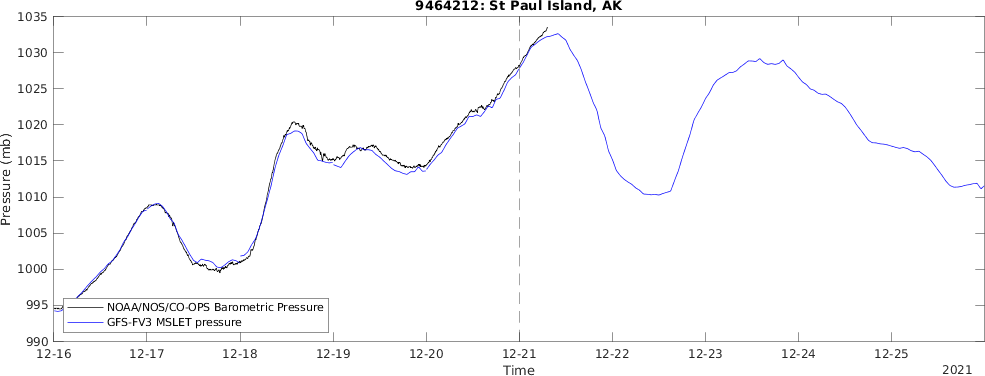 9464212: St Paul Island, AK
1035
1030
1025
1020
1015
1010
1005
1000
995
990
Pressure (mb)
NOAA/NOS/CO-OPS Barometric Pressure
GFS-FV3 MSLET pressure
12-16 12-17 12-18 12-19 12-20 12-21 12-22 12-23 12-24 12-25
Time
2021